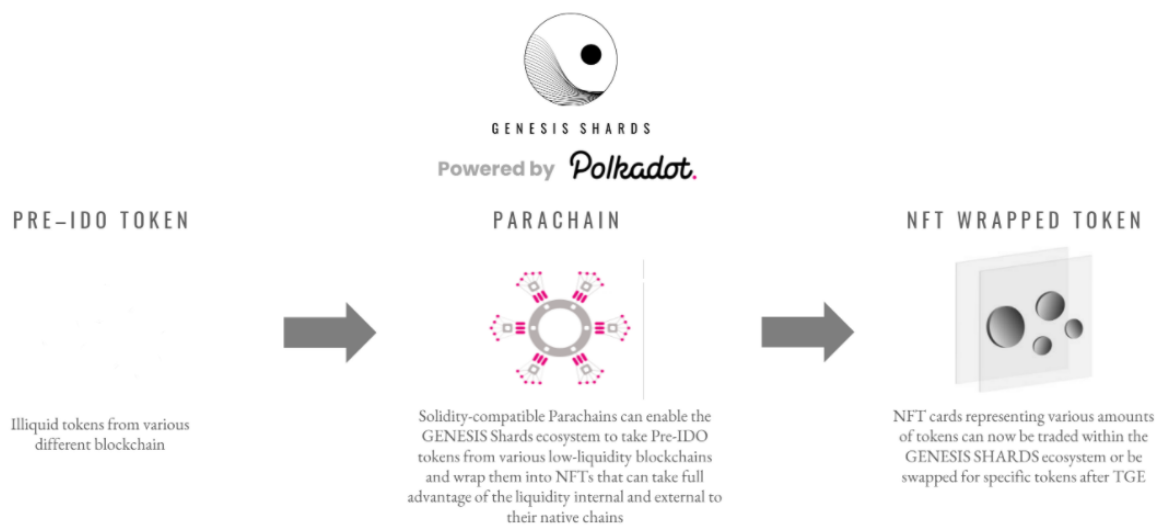 GENESIS SHARDS
Powered by Polkadot.
PRE–IDO TOKEN
Illiquid tokens from various
different blockchain
PARACHAIN
Solidity-compatible Parachains can enable the
GENESIS Shards ecosystem to take Pre-IDO
tokens from various low-liquidity blockchains
and wrap them into NFTs that can take full
advantage of the liquidity internal and external to
their native chains
NFT WRAPPED TOKEN
NFT cards representing various amounts
of tokens can now be traded within the
GENESIS SHARDS ecosystem or be
swapped for specific tokens after TGE